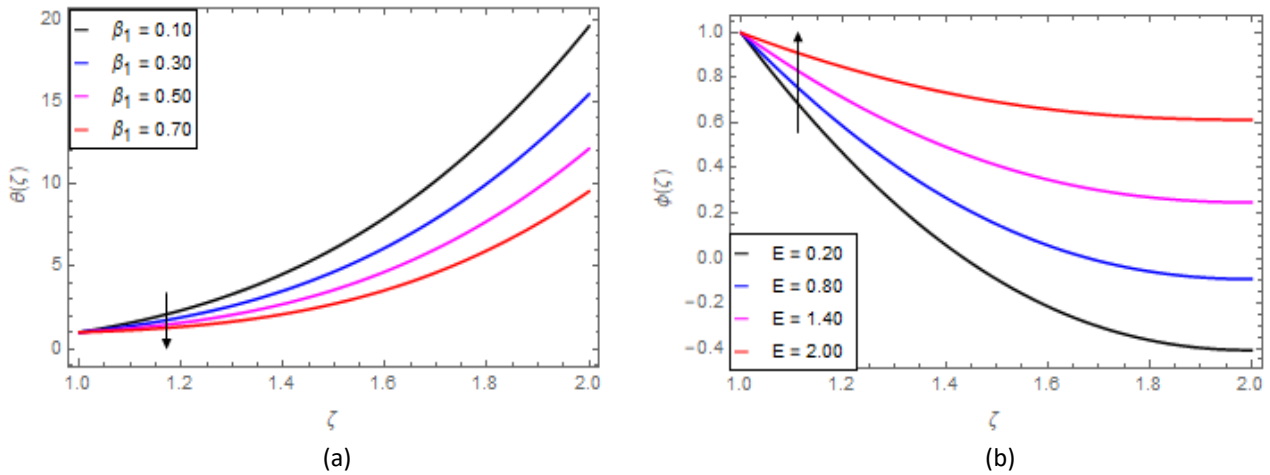 β₁ = 0.10
β₁ = 0.30
β₁ = 0.50
β₁ = 0.70
20
15
10
5
0
θ(ζ)
1.0 1.2 1.4 1.6 1.8 2.0
ζ
(a)
1.0
0.8
0.6
0.4
0.2
0.0
−0.2
−0.4
ϕ(ζ)
E = 0.20
E = 0.80
E = 1.40
E = 2.00
1.0 1.2 1.4 1.6 1.8 2.0
ζ
(b)